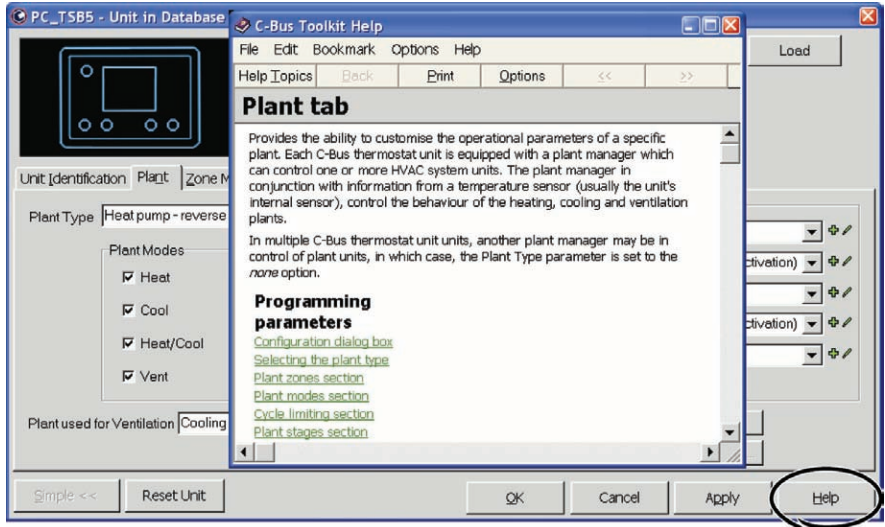 PC_TSB5 - Unit in Database
C-Bus Toolkit Help
File Edit Bookmark Options Help
Load
Help Topics Back Print Options << >>
Plant tab
Provides the ability to customise the operational parameters of a specific
plant. Each C-Bus thermostat unit is equipped with a plant manager which
can control one or more HVAC system units. The plant manager in
conjunction with information from a temperature sensor (usually the unit's
internal sensor), control the behaviour of the heating, cooling and ventilation
plants.
In multiple C-Bus thermostat unit units, another plant manager may be in
control of plant units, in which case, the Plant Type parameter is set to the
none option.
Programming
parameters
Configuration dialog box
Selecting the plant type
Plant zones section
Plant modes section
Cycle limiting section
Plant stages section
Unit Identification Plant Zone M
Plant Type Heat pump - reverse
Plant Modes
Heat
Cool
Heat/Cool
Vent
Plant used for Ventilation Cooling
ctivation)
ctivation)
Simple << Reset Unit OK Cancel Apply Help